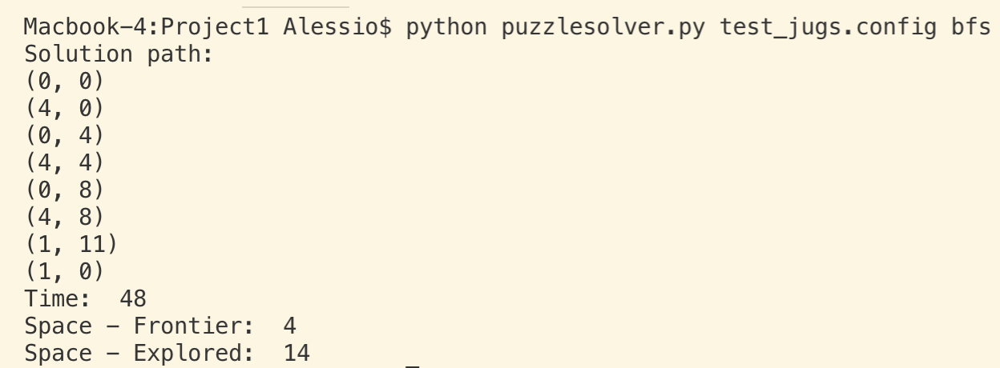 Macbook-4:Project1 Alessio$ python puzzlesolver.py test_jugs.config bfs
Solution path:
(0, 0)
(4, 0)
(0, 4)
(4, 4)
(0, 8)
(4, 8)
(1, 11)
(1, 0)
Time:  48
Space - Frontier:  4
Space - Explored:  14